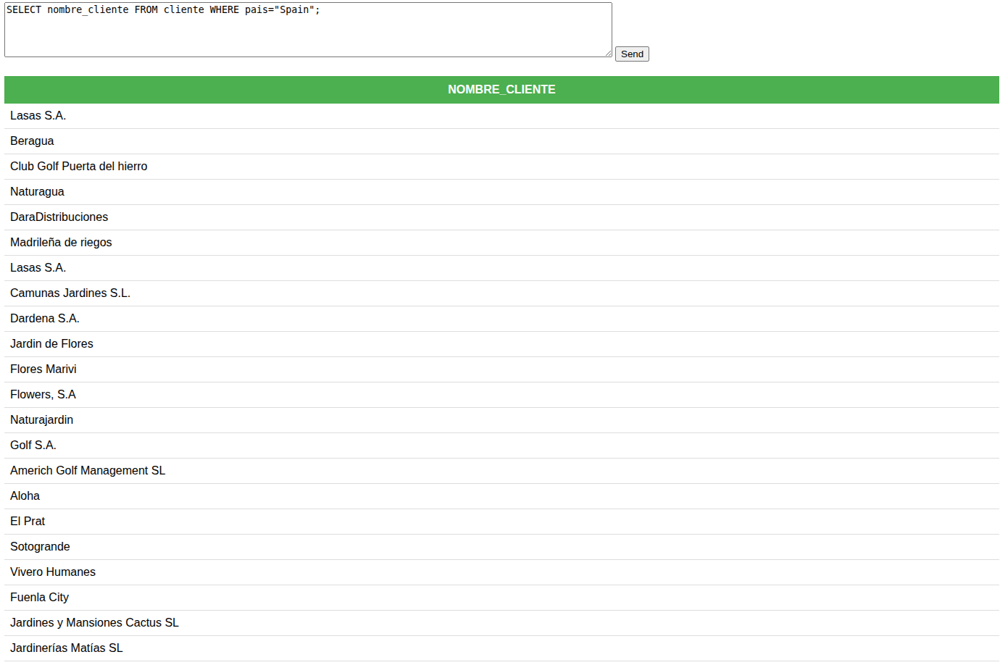 SELECT nombre_cliente FROM cliente WHERE pais="Spain";
Send
NOMBRE_CLIENTE
Lasas S.A.
Beragua
Club Golf Puerta del hierro
Naturagua
DaraDistribuciones
Madrileña de riegos
Lasas S.A.
Camunas Jardines S.L.
Dardena S.A.
Jardin de Flores
Flores Marivi
Flowers, S.A
Naturajardin
Golf S.A.
Americh Golf Management SL
Aloha
El Prat
Sotogrande
Vivero Humanes
Fuenla City
Jardines y Mansiones Cactus SL
Jardinerías Matías SL